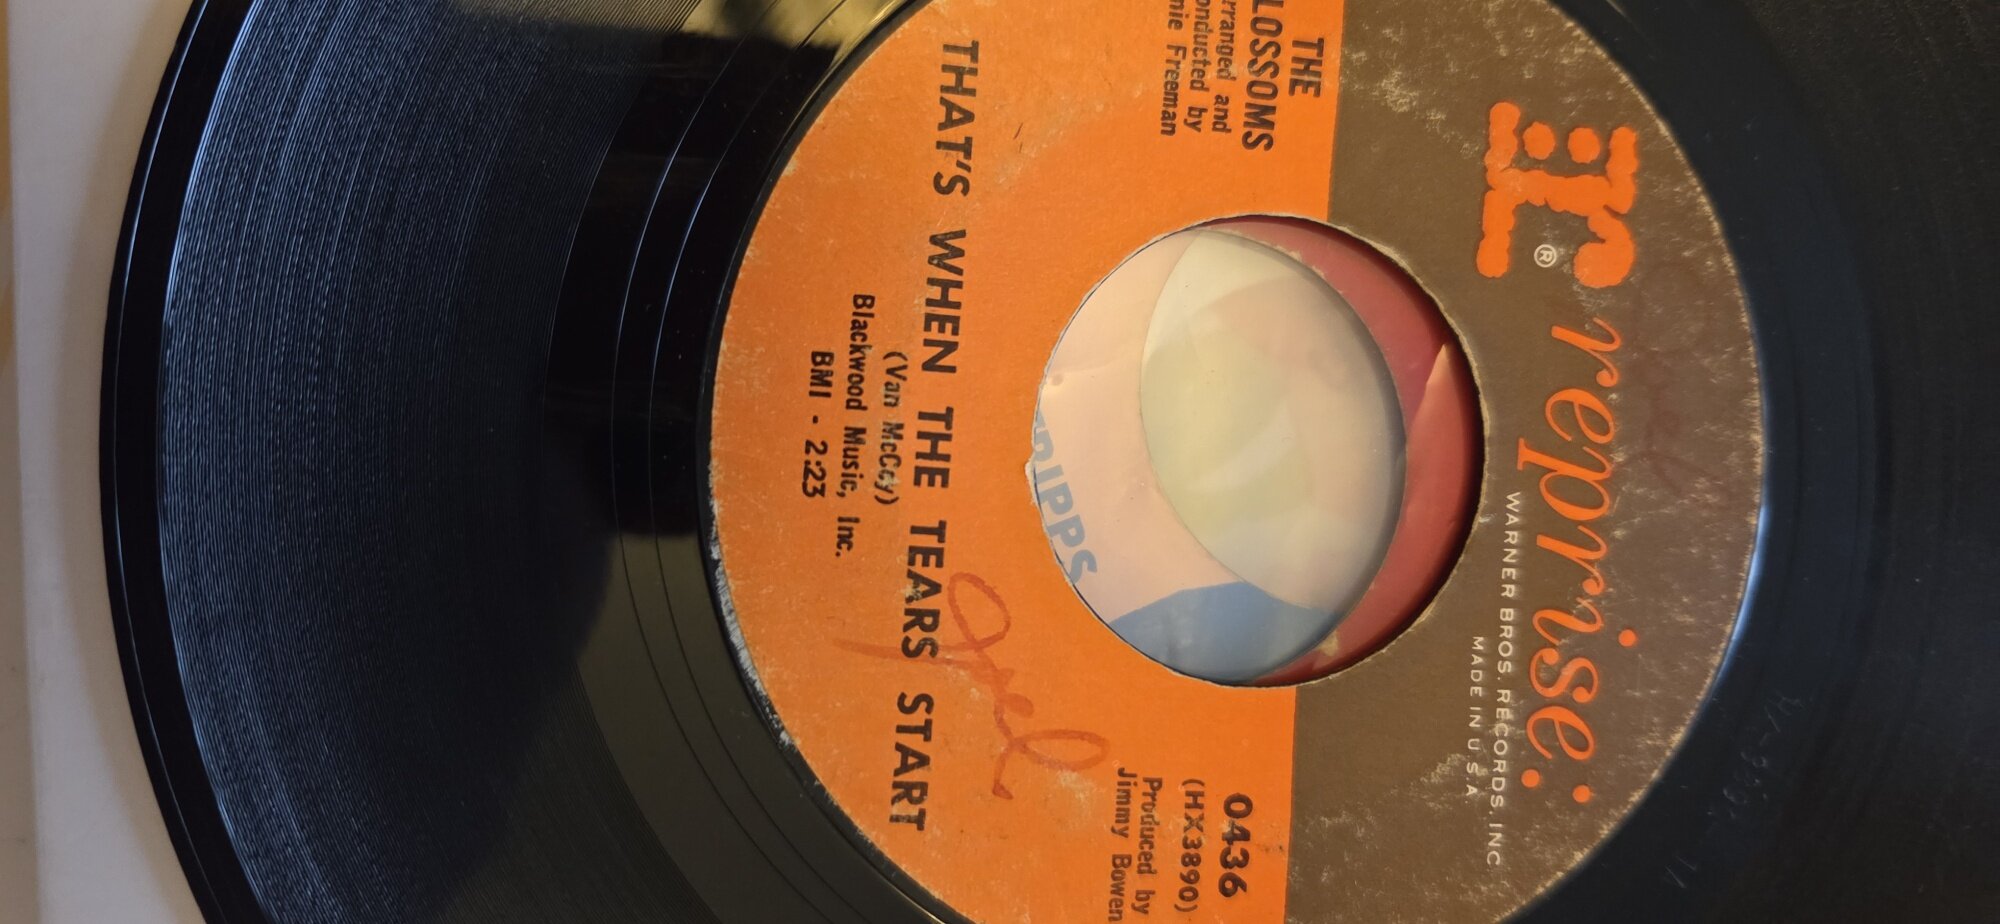 r
®
reprise:
WARNER BROS. RECORDS, INC
MADE IN U.S.A.
THE
LOSSOMS
rranged and
onducted by
nie Freeman
0436
(HX3890)
Produced by
Jimmy Bowen
THAT'S WHEN THE TEARS START
(Van McCoy)
Blackwood Music, Inc.
BMI - 2:23
Joel
RIPPS